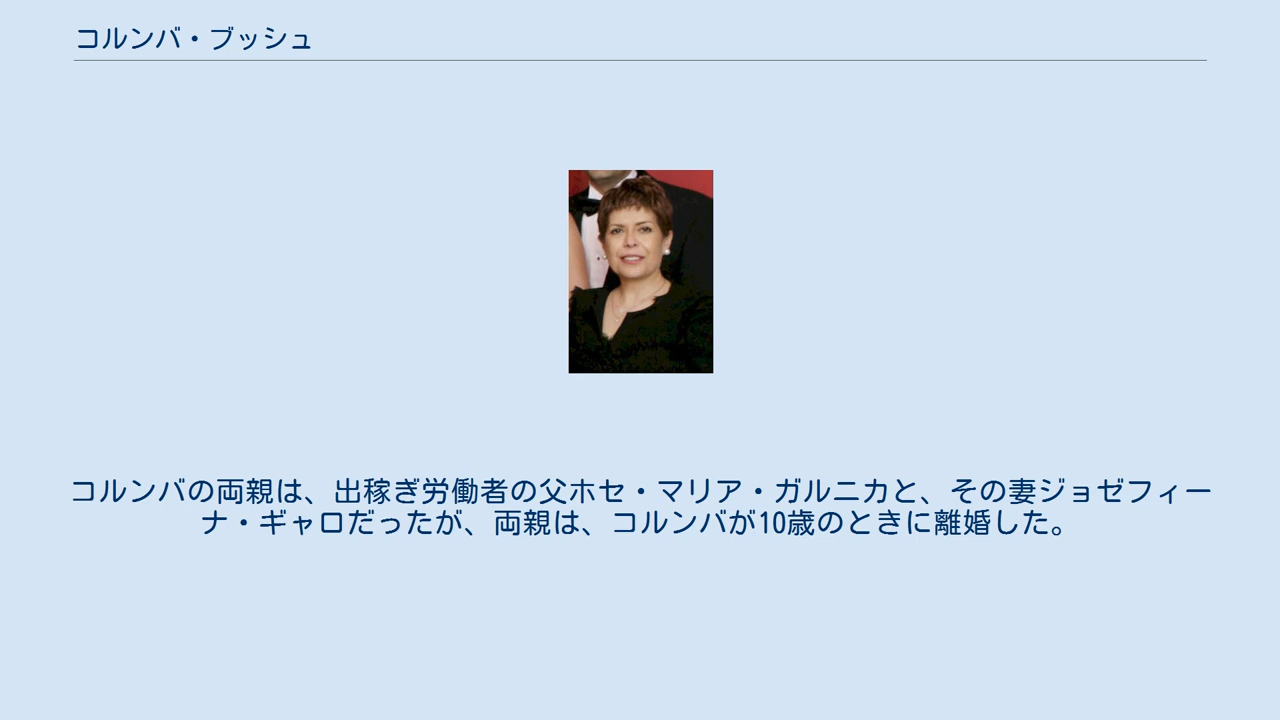 コルンバ・ブッシュ
コルンバの両親は、出稼ぎ労働者の父ホセ・マリア・ガルニカと、その妻ジョゼフィー
ナ・ギャロだったが、両親は、コルンバが10歳のときに離婚した。